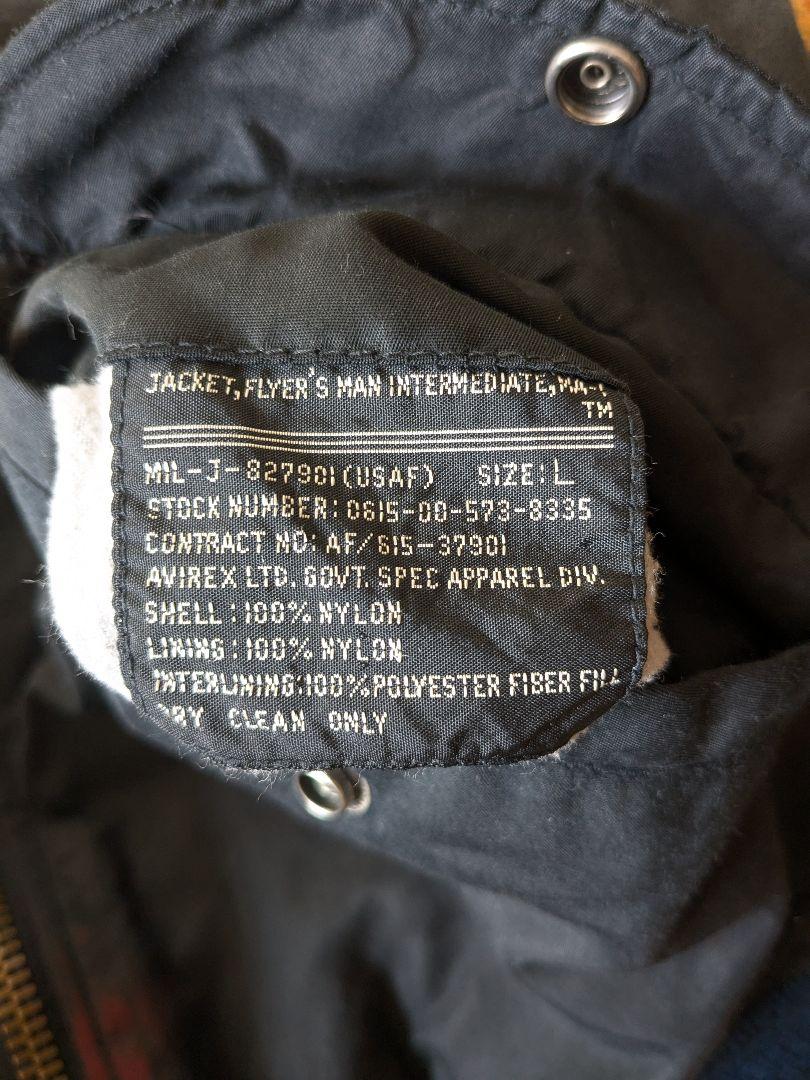 JACKET,FLYER'S MAN INTERMEDIATE,MA-1
TM
MIL-J-82790I(USAF) SIZE:L
STOCK NUMBER:0615-00-573-8335
CONTRACT NO: AF/615-37901
AVIREX LTD. GOVT. SPEC APPAREL DIV.
SHELL:100% NYLON
LINING:100% NYLON
INTERLINING:100%POLYESTER FIBER FILL
DRY CLEAN ONLY